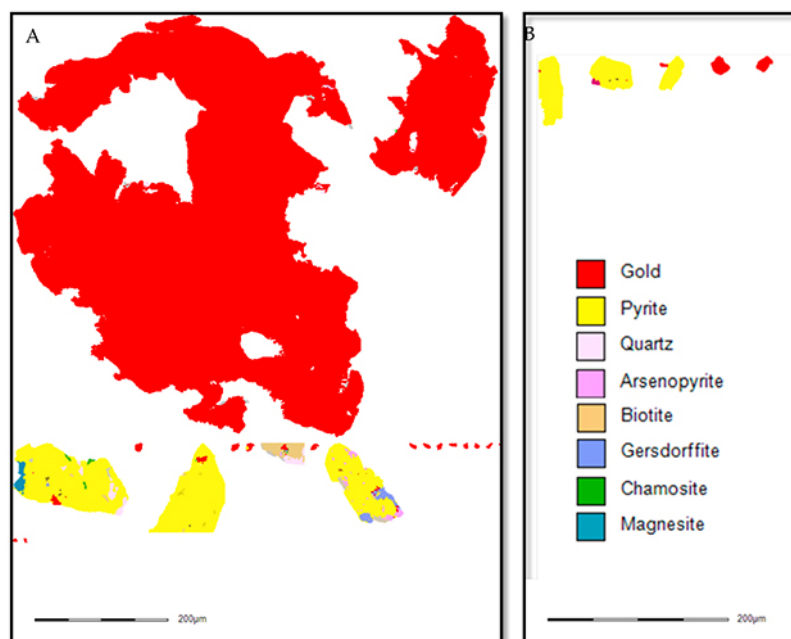 A
B
Gold
Pyrite
Quartz
Arsenopyrite
Biotite
Gersdorffite
Chamosite
Magnesite
200µm
200µm